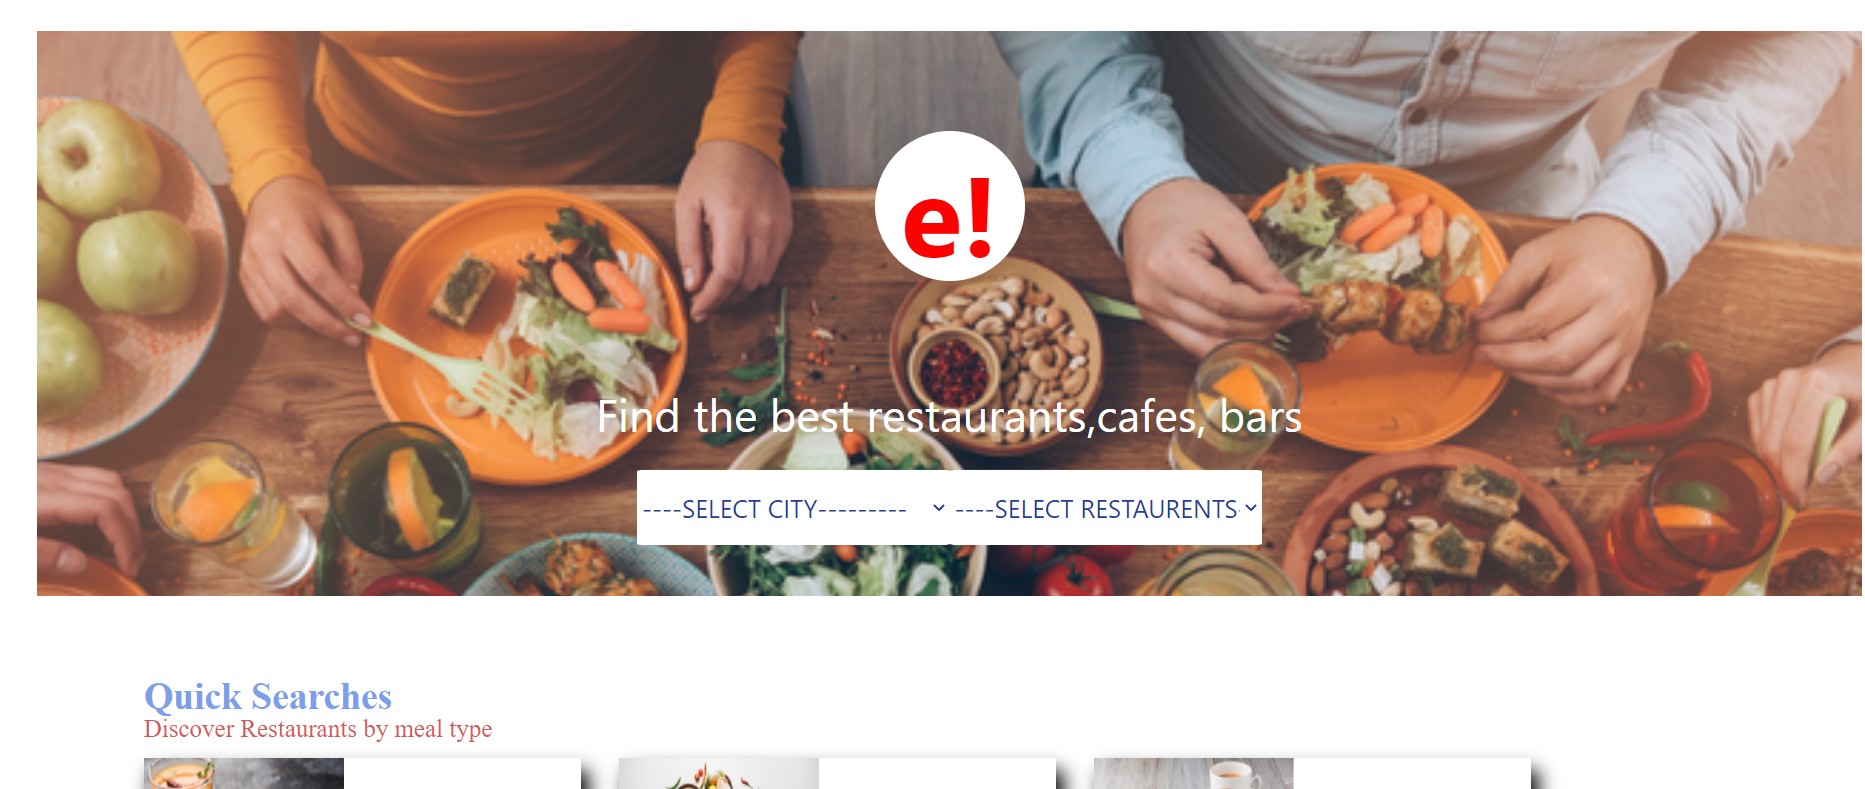 e!
Find the best restaurants,cafes, bars
----SELECT CITY---------
----SELECT RESTAURENTS-
Quick Searches
Discover Restaurants by meal type